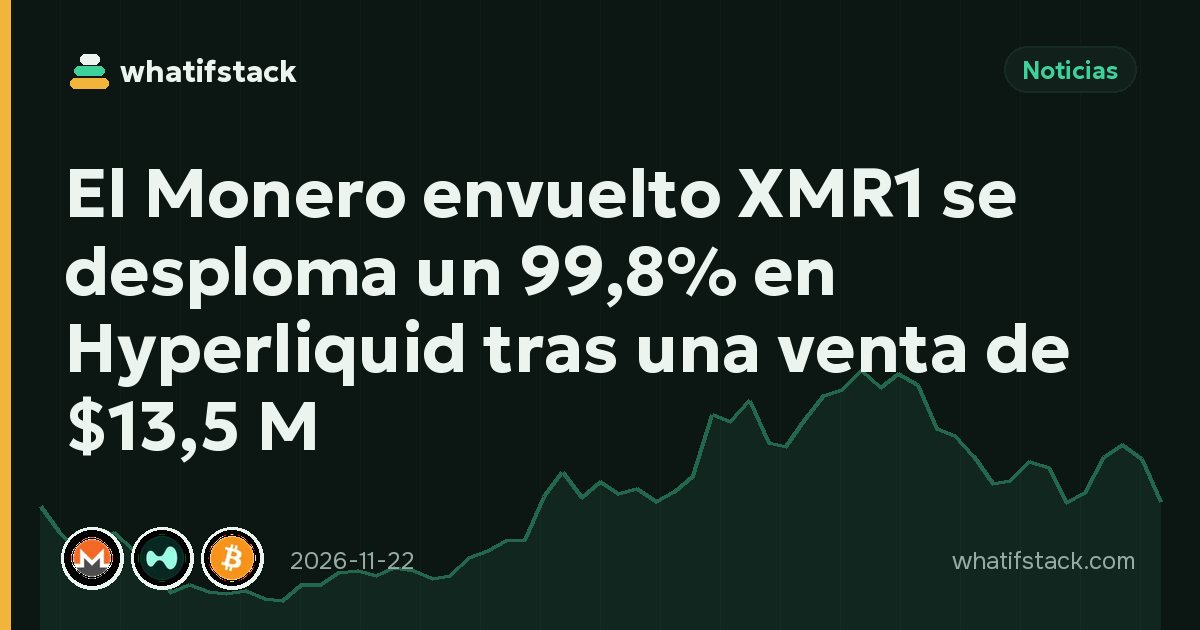 whatifstack
Noticias
El Monero envuelto XMR1 se
desploma un 99,8% en
Hyperliquid tras una venta de
$13,5 M
2026-11-22
whatifstack.com